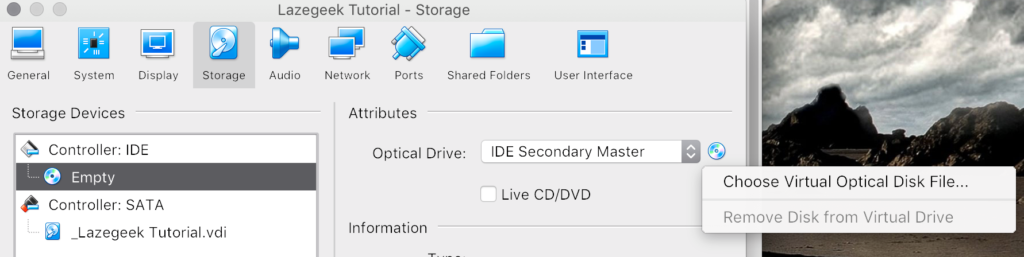 Lazegeek Tutorial - Storage
General System Display Storage Audio Network Ports Shared Folders User Interface
Storage Devices
Controller: IDE
Empty
Controller: SATA
_Lazegeek Tutorial.vdi
Attributes
Optical Drive: IDE Secondary Master
Live CD/DVD
Information
Type:
Choose Virtual Optical Disk File...
Remove Disk from Virtual Drive